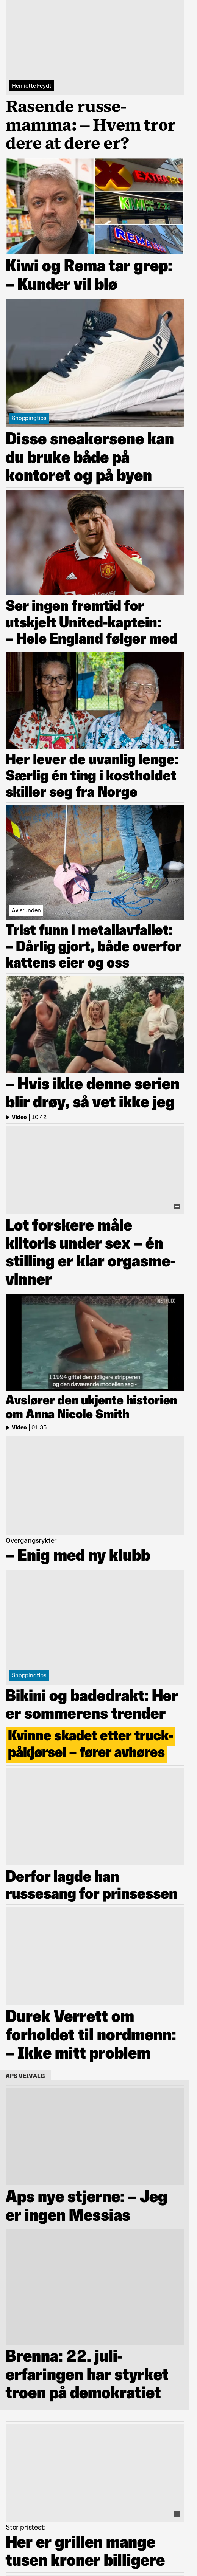 Henriette Feydt
Rasende russe-
mamma: – Hvem tror
dere at dere er?
EXTRA
KIWI
REMA
Kiwi og Rema tar grep:
– Kunder vil blø
Shoppingtips
Disse sneakersene kan
du bruke både på
kontoret og på byen
Ser ingen fremtid for
utskjelt United-kaptein:
– Hele England følger med
Her lever de uvanlig lenge:
Særlig én ting i kostholdet
skiller seg fra Norge
Avisrunden
Trist funn i metallavfallet:
– Dårlig gjort, både overfor
kattens eier og oss
– Hvis ikke denne serien
blir drøy, så vet ikke jeg
Video | 10:42
Lot forskere måle
klitoris under sex – én
stilling er klar orgasme-
vinner
NETFLIX
I 1994 giftet den tidligere stripperen
og den daværende modellen seg -
Avslører den ukjente historien
om Anna Nicole Smith
Video | 01:35
Overgangsrykter
– Enig med ny klubb
Shoppingtips
Bikini og badedrakt: Her
er sommerens trender
Kvinne skadet etter truck-
påkjørsel – fører avhøres
Derfor lagde han
russesang for prinsessen
Durek Verrett om
forholdet til nordmenn:
– Ikke mitt problem
APS VEIVALG
Aps nye stjerne: – Jeg
er ingen Messias
Brenna: 22. juli-
erfaringen har styrket
troen på demokratiet
Stor pristest:
Her er grillen mange
tusen kroner billigere